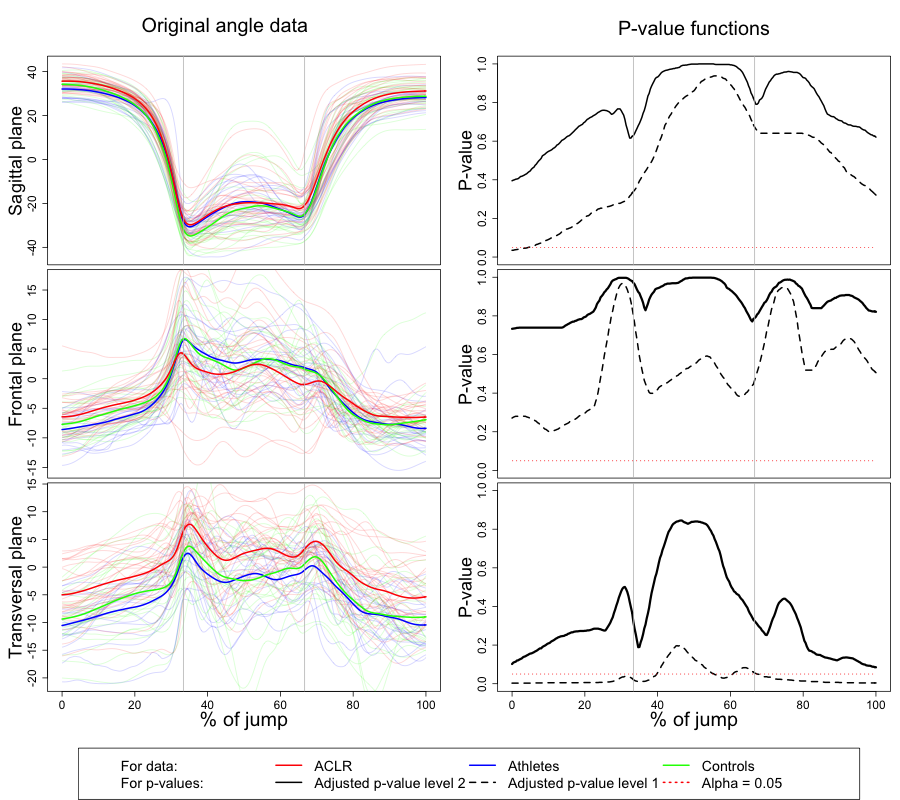 Original angle data
P-value functions
Sagittal plane
40
20
0
20
40
P-value
0.0
0.2
0.4
0.6
0.8
1.0
Frontal plane
15
10
5
0
-5
-10
-15
P-value
0.0
0.2
0.4
0.6
0.8
1.0
Transversal plane
15
10
5
0
-5
-10
-15
-20
P-value
0.0
0.2
0.4
0.6
0.8
1.0
0 20 40 60 80 100
0 20 40 60 80 100
% of jump
% of jump
For data: ACLR Athletes Controls
For p-values: Adjusted p-value level 2 Adjusted p-value level 1 Alpha = 0.05